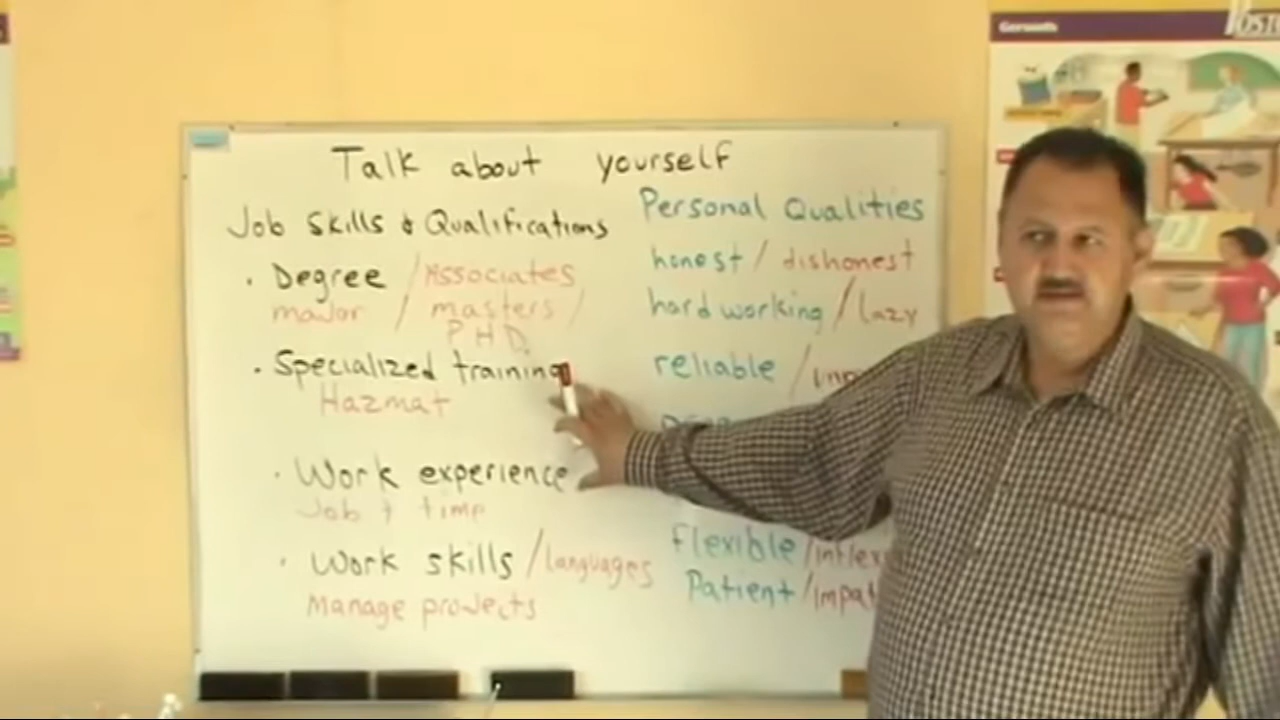 Talk about yourself
Job Skills & Qualifications
· Degree / Associates
major / masters /
PHD.
· Specialized training
Hazmat
· Work experience
Job + time
· Work skills / languages
Manage projects
Personal Qualities
honest / dishonest
hard working / lazy
reliable /
Flexible /
Patient /
Gerunds